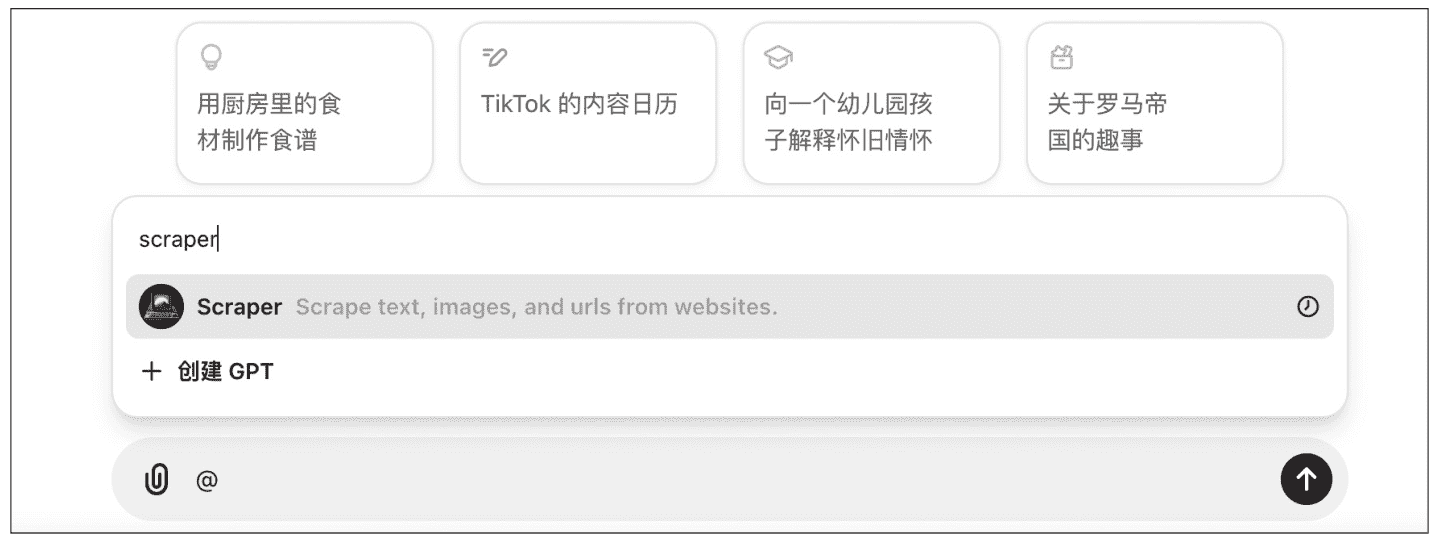 用厨房里的食
材制作食谱
TikTok 的内容日历
向一个幼儿园孩
子解释怀旧情怀
关于罗马帝
国的趣事
scraper
Scraper Scrape text, images, and urls from websites.
创建 GPT
@